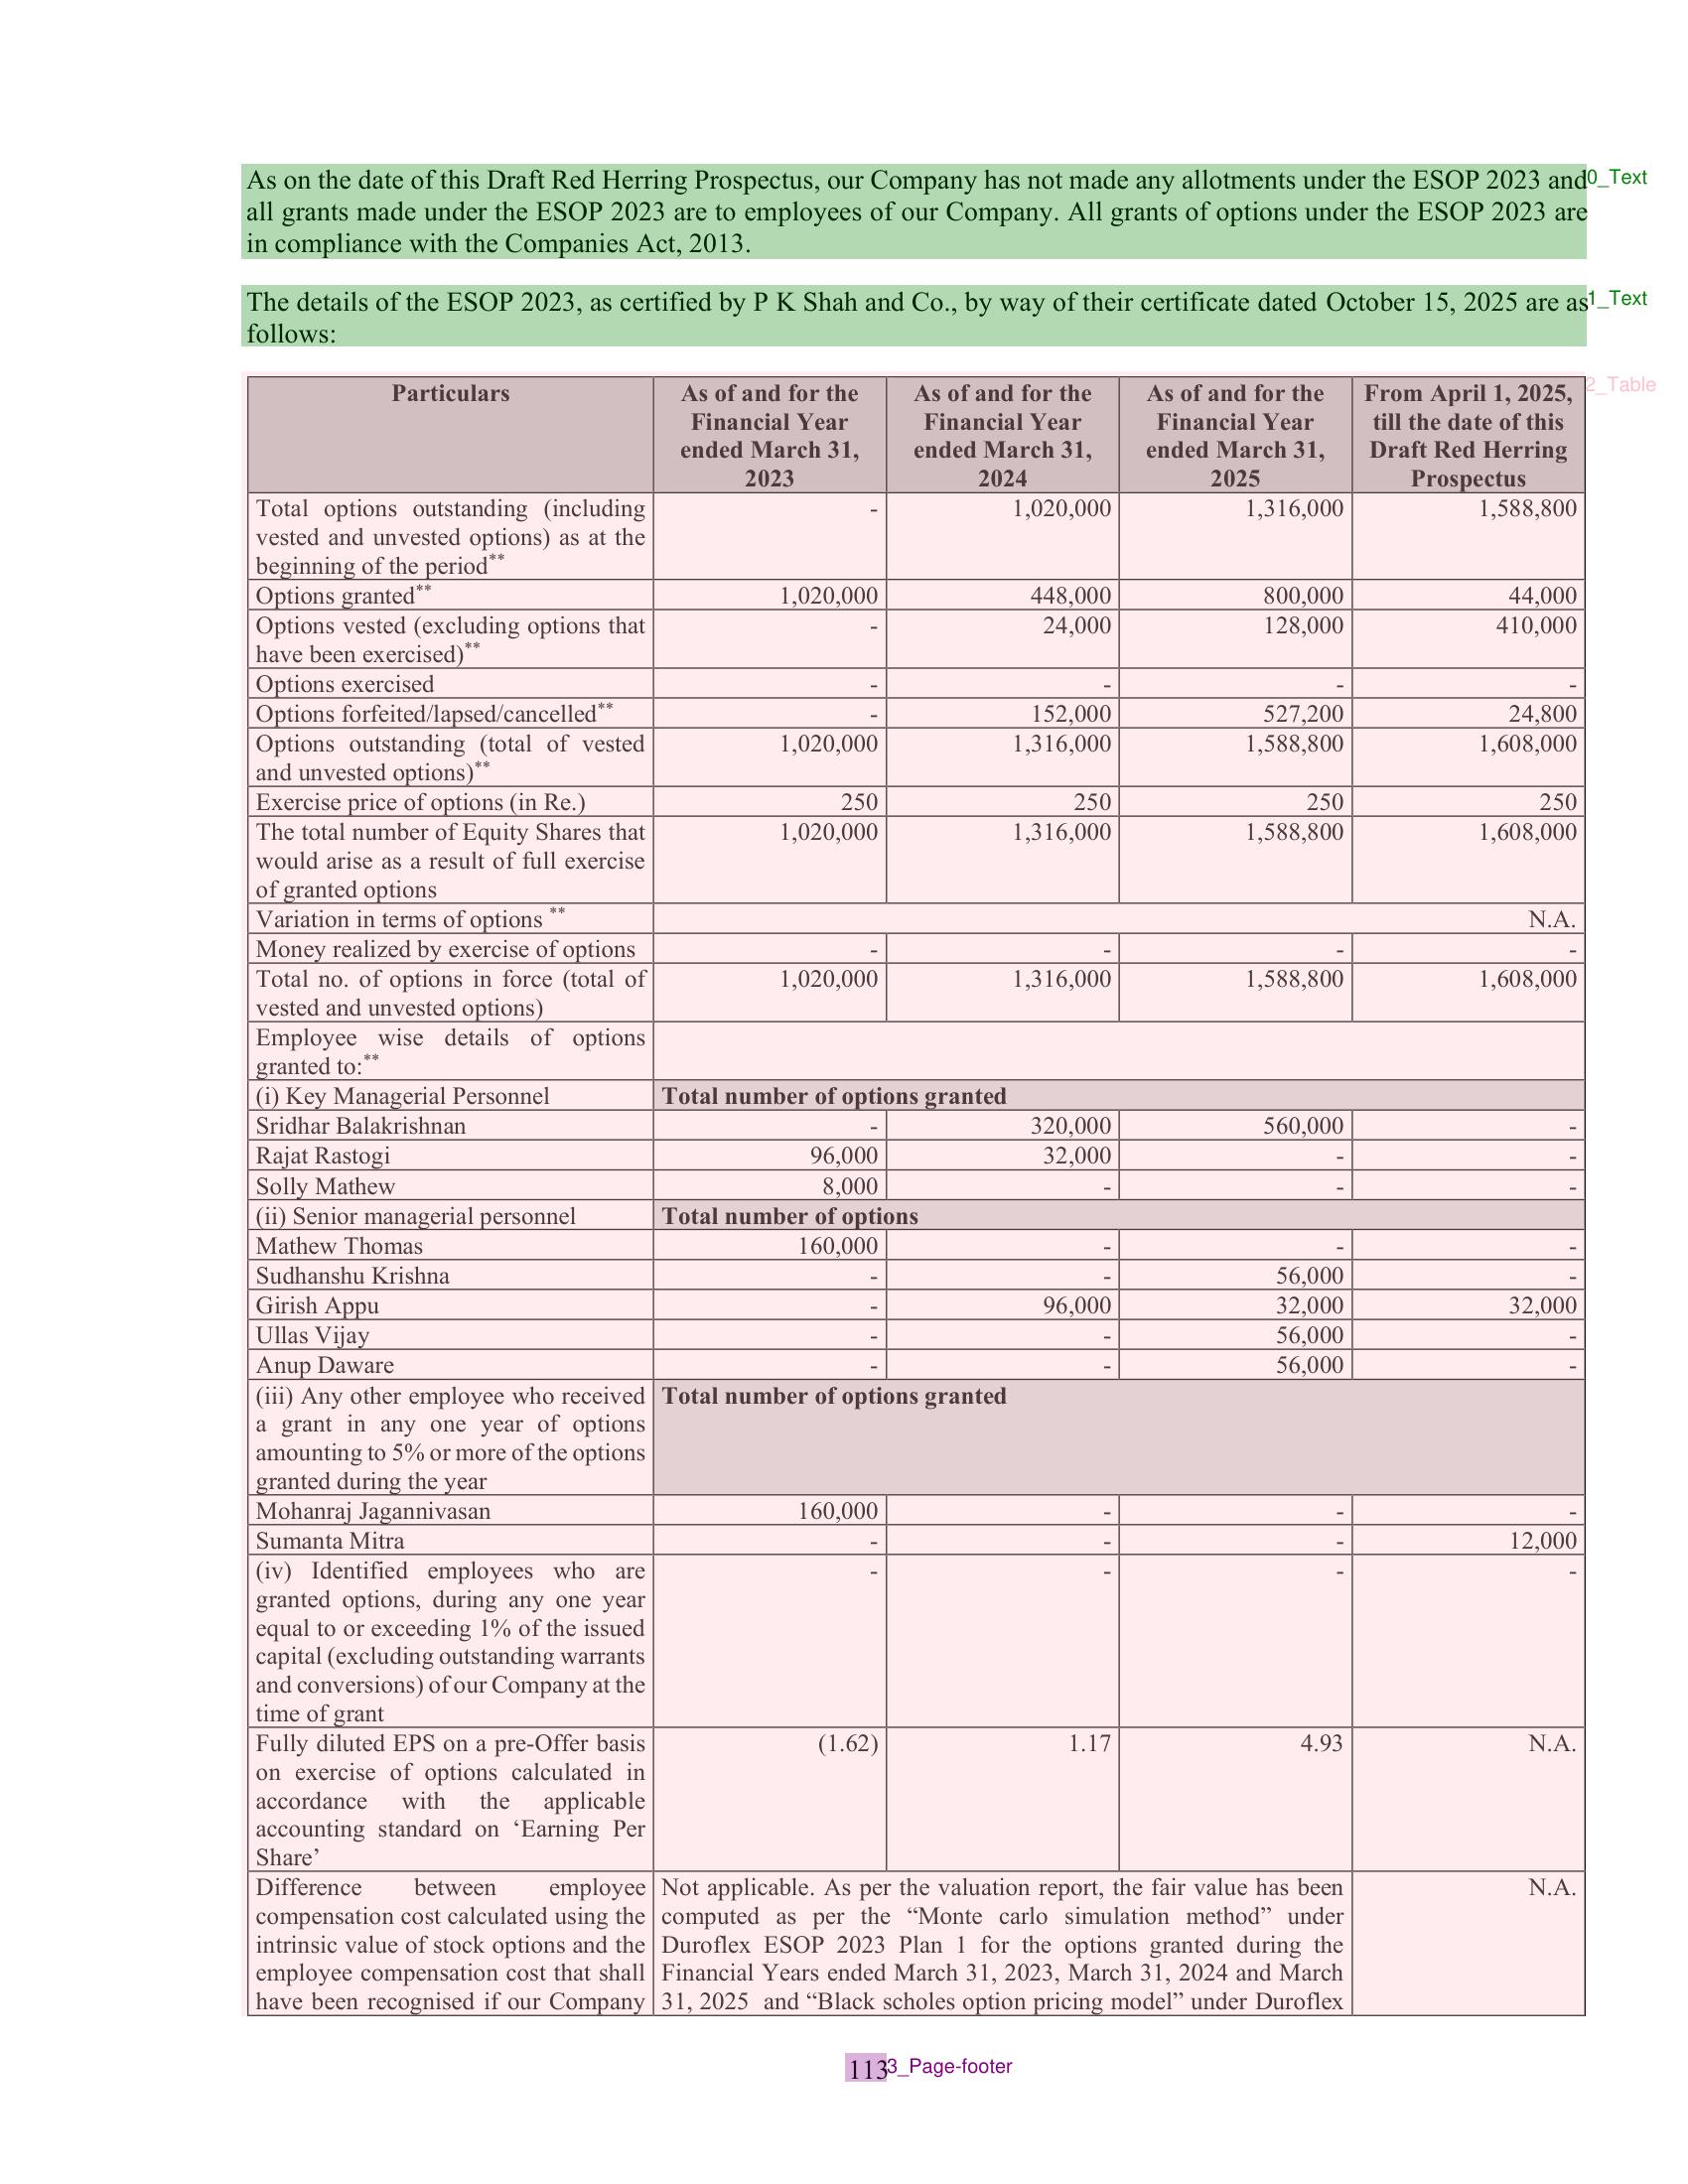 As on the date of this Draft Red Herring Prospectus, our Company has not made any allotments under the ESOP 2023 and
0_Text
all grants made under the ESOP 2023 are to employees of our Company. All grants of options under the ESOP 2023 are
in compliance with the Companies Act, 2013.
The details of the ESOP 2023, as certified by P K Shah and Co., by way of their certificate dated October 15, 2025 are as
1_Text
follows:
2_Table
Particulars As of and for the Financial Year ended March 31, 2023 As of and for the Financial Year ended March 31, 2024 As of and for the Financial Year ended March 31, 2025 From April 1, 2025, till the date of this Draft Red Herring Prospectus
Total options outstanding (including - 1,020,000 1,316,000 1,588,800
vested and unvested options) as at the
beginning of the period**
Options granted** 1,020,000 448,000 800,000 44,000
Options vested (excluding options that - 24,000 128,000 410,000
have been exercised)**
Options exercised - - - -
Options forfeited/lapsed/cancelled** - 152,000 527,200 24,800
Options outstanding (total of vested 1,020,000 1,316,000 1,588,800 1,608,000
and unvested options)**
Exercise price of options (in Re.) 250 250 250 250
The total number of Equity Shares that 1,020,000 1,316,000 1,588,800 1,608,000
would arise as a result of full exercise
of granted options
Variation in terms of options ** N.A.
Money realized by exercise of options - - - -
Total no. of options in force (total of 1,020,000 1,316,000 1,588,800 1,608,000
vested and unvested options)
Employee wise details of options
granted to:**
(i) Key Managerial Personnel Total number of options granted
Sridhar Balakrishnan - 320,000 560,000 -
Rajat Rastogi 96,000 32,000 - -
Solly Mathew 8,000 - - -
(ii) Senior managerial personnel Total number of options
Mathew Thomas 160,000 - - -
Sudhanshu Krishna - - 56,000 -
Girish Appu - 96,000 32,000 32,000
Ullas Vijay - - 56,000 -
Anup Daware - - 56,000 -
(iii) Any other employee who received Total number of options granted
a grant in any one year of options
amounting to 5% or more of the options
granted during the year
Mohanraj Jagannivasan 160,000 - - -
Sumanta Mitra - - - 12,000
(iv) Identified employees who are - - - -
granted options, during any one year
equal to or exceeding 1% of the issued
capital (excluding outstanding warrants
and conversions) of our Company at the
time of grant
Fully diluted EPS on a pre-Offer basis (1.62) 1.17 4.93 N.A.
on exercise of options calculated in
accordance with the applicable
accounting standard on ‘Earning Per
Share’
Difference between employee Not applicable. As per the valuation report, the fair value has been N.A.
compensation cost calculated using the computed as per the “Monte carlo simulation method” under
intrinsic value of stock options and the Duroflex ESOP 2023 Plan 1 for the options granted during the
employee compensation cost that shall Financial Years ended March 31, 2023, March 31, 2024 and March
have been recognised if our Company 31, 2025 and “Black scholes option pricing model” under Duroflex
113
3_Page-footer